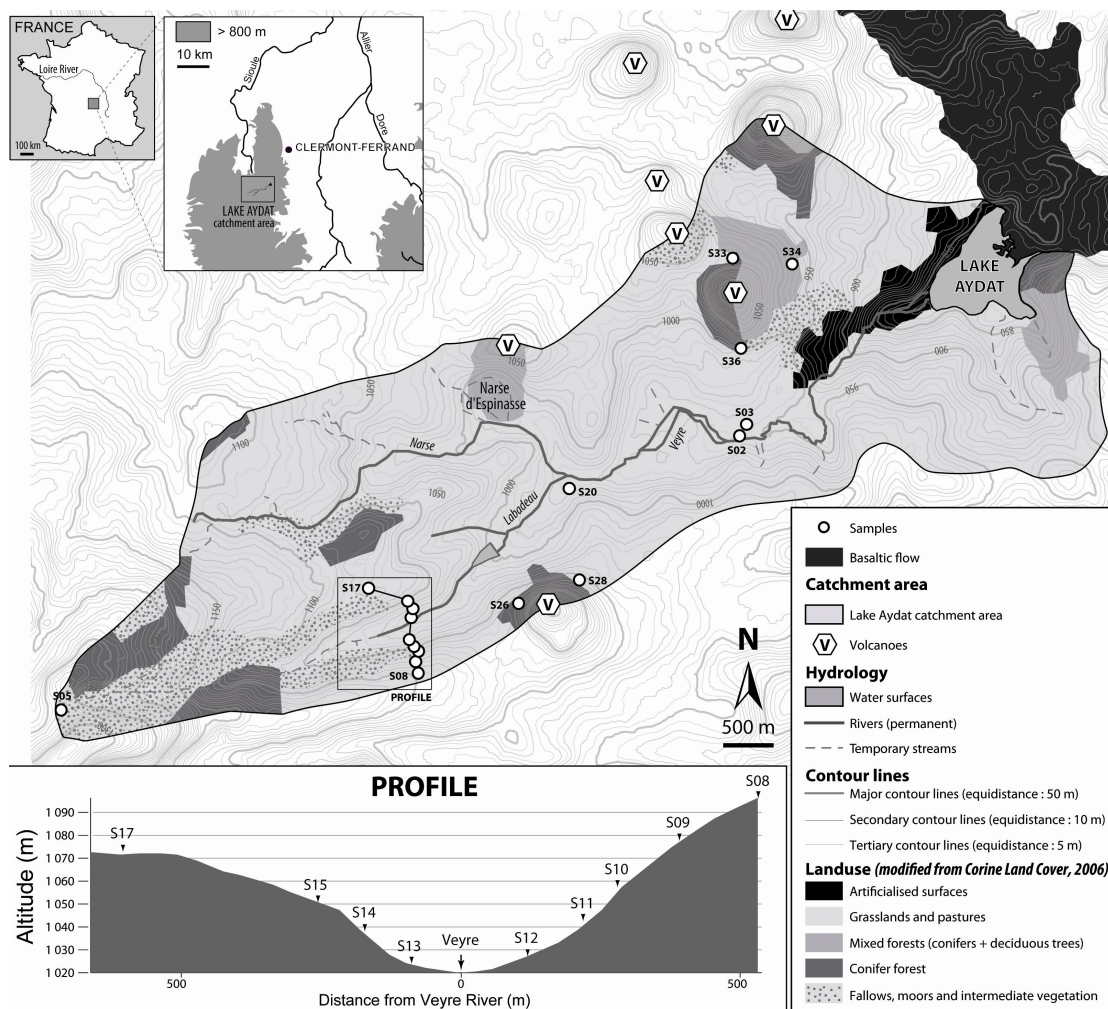 FRANCE
Loire River
100 km
> 800 m
10 km
Sioule
Allier
Dore
CLERMONT-FERRAND
LAKE AYDAT
catchment area
V
V
V
V
V
1050
S33
S34
950
900
LAKE
AYDAT
V
1050
1000
S36
850
900
950
V
1050
1050
Narse
d'Espinasse
S03
S02
Veyre
1100
Narse
1050
1000
Labadeau
S20
1000
S17
S28
S26
V
1150
1100
S08
PROFILE
S05
N
500 m
Samples
Basaltic flow
Catchment area
Lake Aydat catchment area
V
Volcanoes
Hydrology
Water surfaces
Rivers (permanent)
Temporary streams
Contour lines
Major contour lines (equidistance : 50 m)
Secondary contour lines (equidistance : 10 m)
Tertiary contour lines (equidistance : 5 m)
Landuse (modified from Corine Land Cover, 2006)
Artificialised surfaces
Grasslands and pastures
Mixed forests (conifers + deciduous trees)
Conifer forest
Fallows, moors and intermediate vegetation
PROFILE
Altitude (m)
1 090
1 080
1 070
1 060
1 050
1 040
1 030
1 020
S17
S15
S14
S13
Veyre
S12
S11
S10
S09
S08
500
0
500
Distance from Veyre River (m)